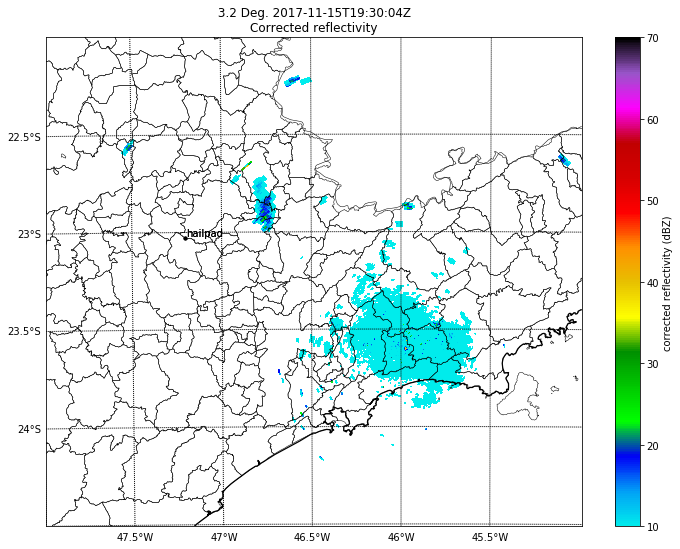 3.2 Deg. 2017-11-15T19:30:04Z
Corrected reflectivity
22.5°S
23°S
23.5°S
24°S
hailpad
47.5°W
47°W
46.5°W
46°W
45.5°W
70
60
50
40
30
20
10
corrected reflectivity (dBZ)